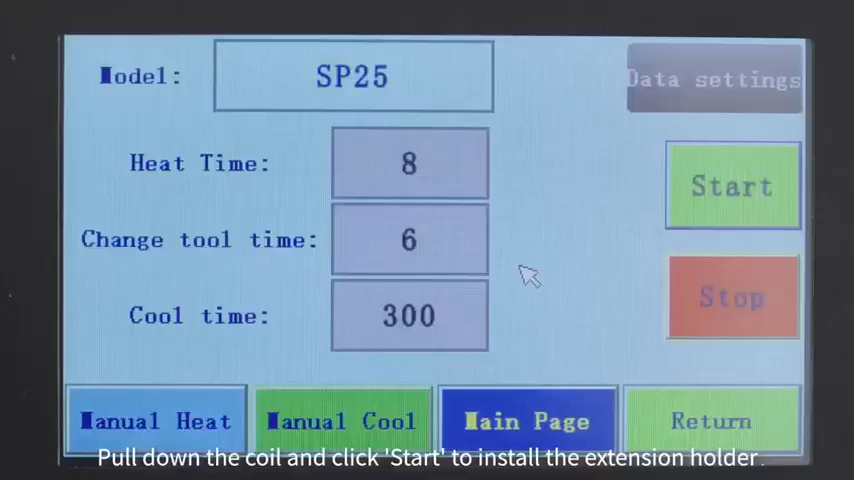 Model: SP25 Data settings
Heat Time: 8
Start
Change tool time: 6
Stop
Cool time: 300
Manual Heat Manual Cool Main Page Return
Pull down the coil and click 'Start' to install the extension holder